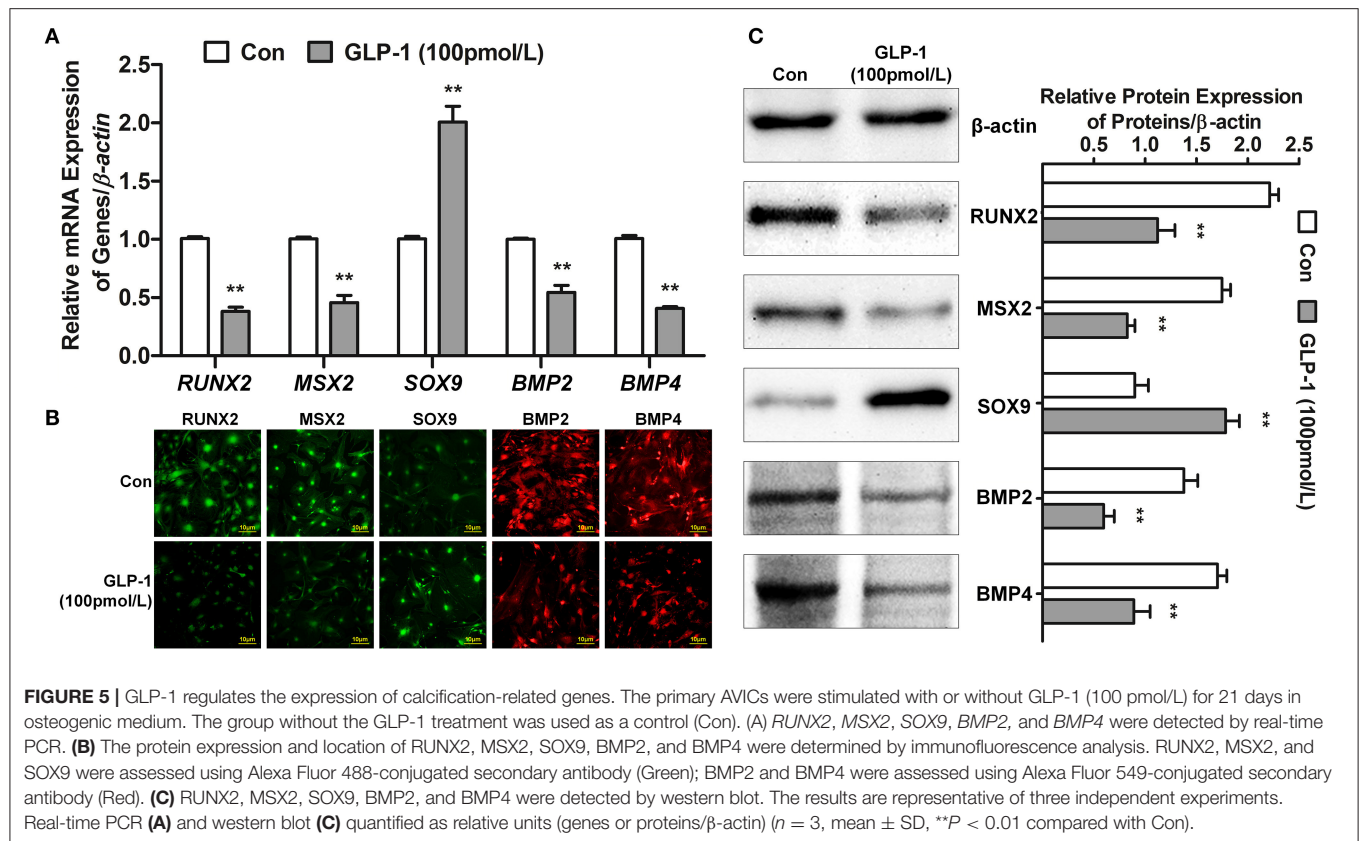 A
Con GLP-1 (100pmol/L)
Relative mRNA Expression
of Genes/β-actin
2.5
2.0
1.5
1.0
0.5
0.0
** ** ** ** **
RUNX2 MSX2 SOX9 BMP2 BMP4
B
RUNX2 MSX2 SOX9 BMP2 BMP4
Con
10μm 10μm 10μm 10μm 10μm
GLP-1
(100pmol/L)
10μm 10μm 10μm 10μm 10μm
C
Con GLP-1
(100pmol/L)
β-actin
RUNX2
MSX2
SOX9
BMP2
BMP4
Relative Protein Expression
of Proteins/β-actin
0.5 1.0 1.5 2.0 2.5
**
**
**
**
**
Con GLP-1 (100pmol/L)
FIGURE 5 | GLP-1 regulates the expression of calcification-related genes. The primary AVICs were stimulated with or without GLP-1 (100 pmol/L) for 21 days in
osteogenic medium. The group without the GLP-1 treatment was used as a control (Con). (A) RUNX2, MSX2, SOX9, BMP2, and BMP4 were detected by real-time
PCR. (B) The protein expression and location of RUNX2, MSX2, SOX9, BMP2, and BMP4 were determined by immunofluorescence analysis. RUNX2, MSX2, and
SOX9 were assessed using Alexa Fluor 488-conjugated secondary antibody (Green); BMP2 and BMP4 were assessed using Alexa Fluor 549-conjugated secondary
antibody (Red). (C) RUNX2, MSX2, SOX9, BMP2, and BMP4 were detected by western blot. The results are representative of three independent experiments.
Real-time PCR (A) and western blot (C) quantified as relative units (genes or proteins/β-actin) (n = 3, mean ± SD, **P < 0.01 compared with Con).